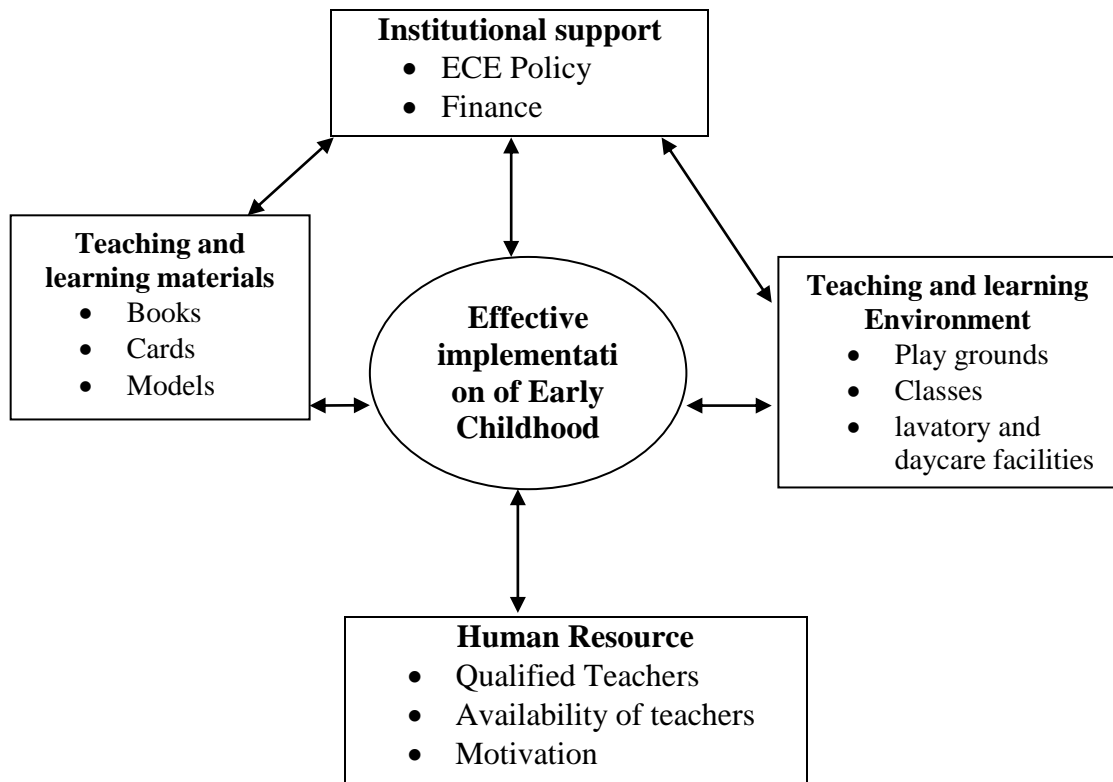 Institutional support
• ECE Policy
• Finance
Teaching and
learning materials
• Books
• Cards
• Models
Effective
implementati
on of Early
Childhood
Teaching and learning
Environment
• Play grounds
• Classes
• lavatory and
daycare facilities
Human Resource
• Qualified Teachers
• Availability of teachers
• Motivation